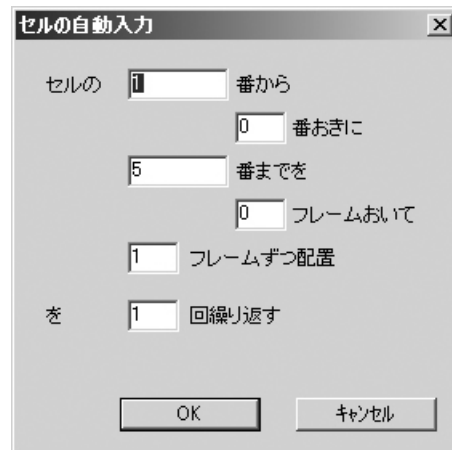 セルの自動入力
セルの 1 番から
0 番おきに
5 番までを
0 フレームおいて
1 フレームずつ配置
を 1 回繰り返す
OK キャンセル